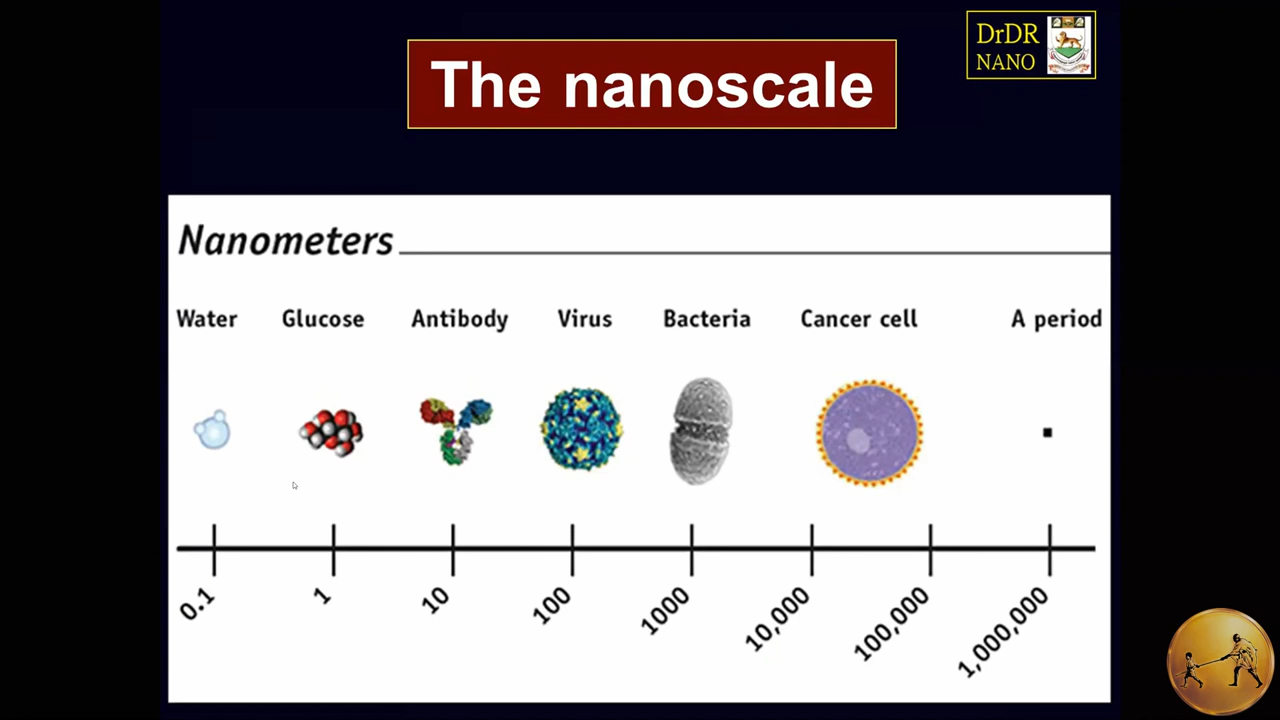 The nanoscale
DrDR
NANO
Nanometers
Water Glucose Antibody Virus Bacteria Cancer cell A period
0.1 1 10 100 1000 10,000 100,000 1,000,000